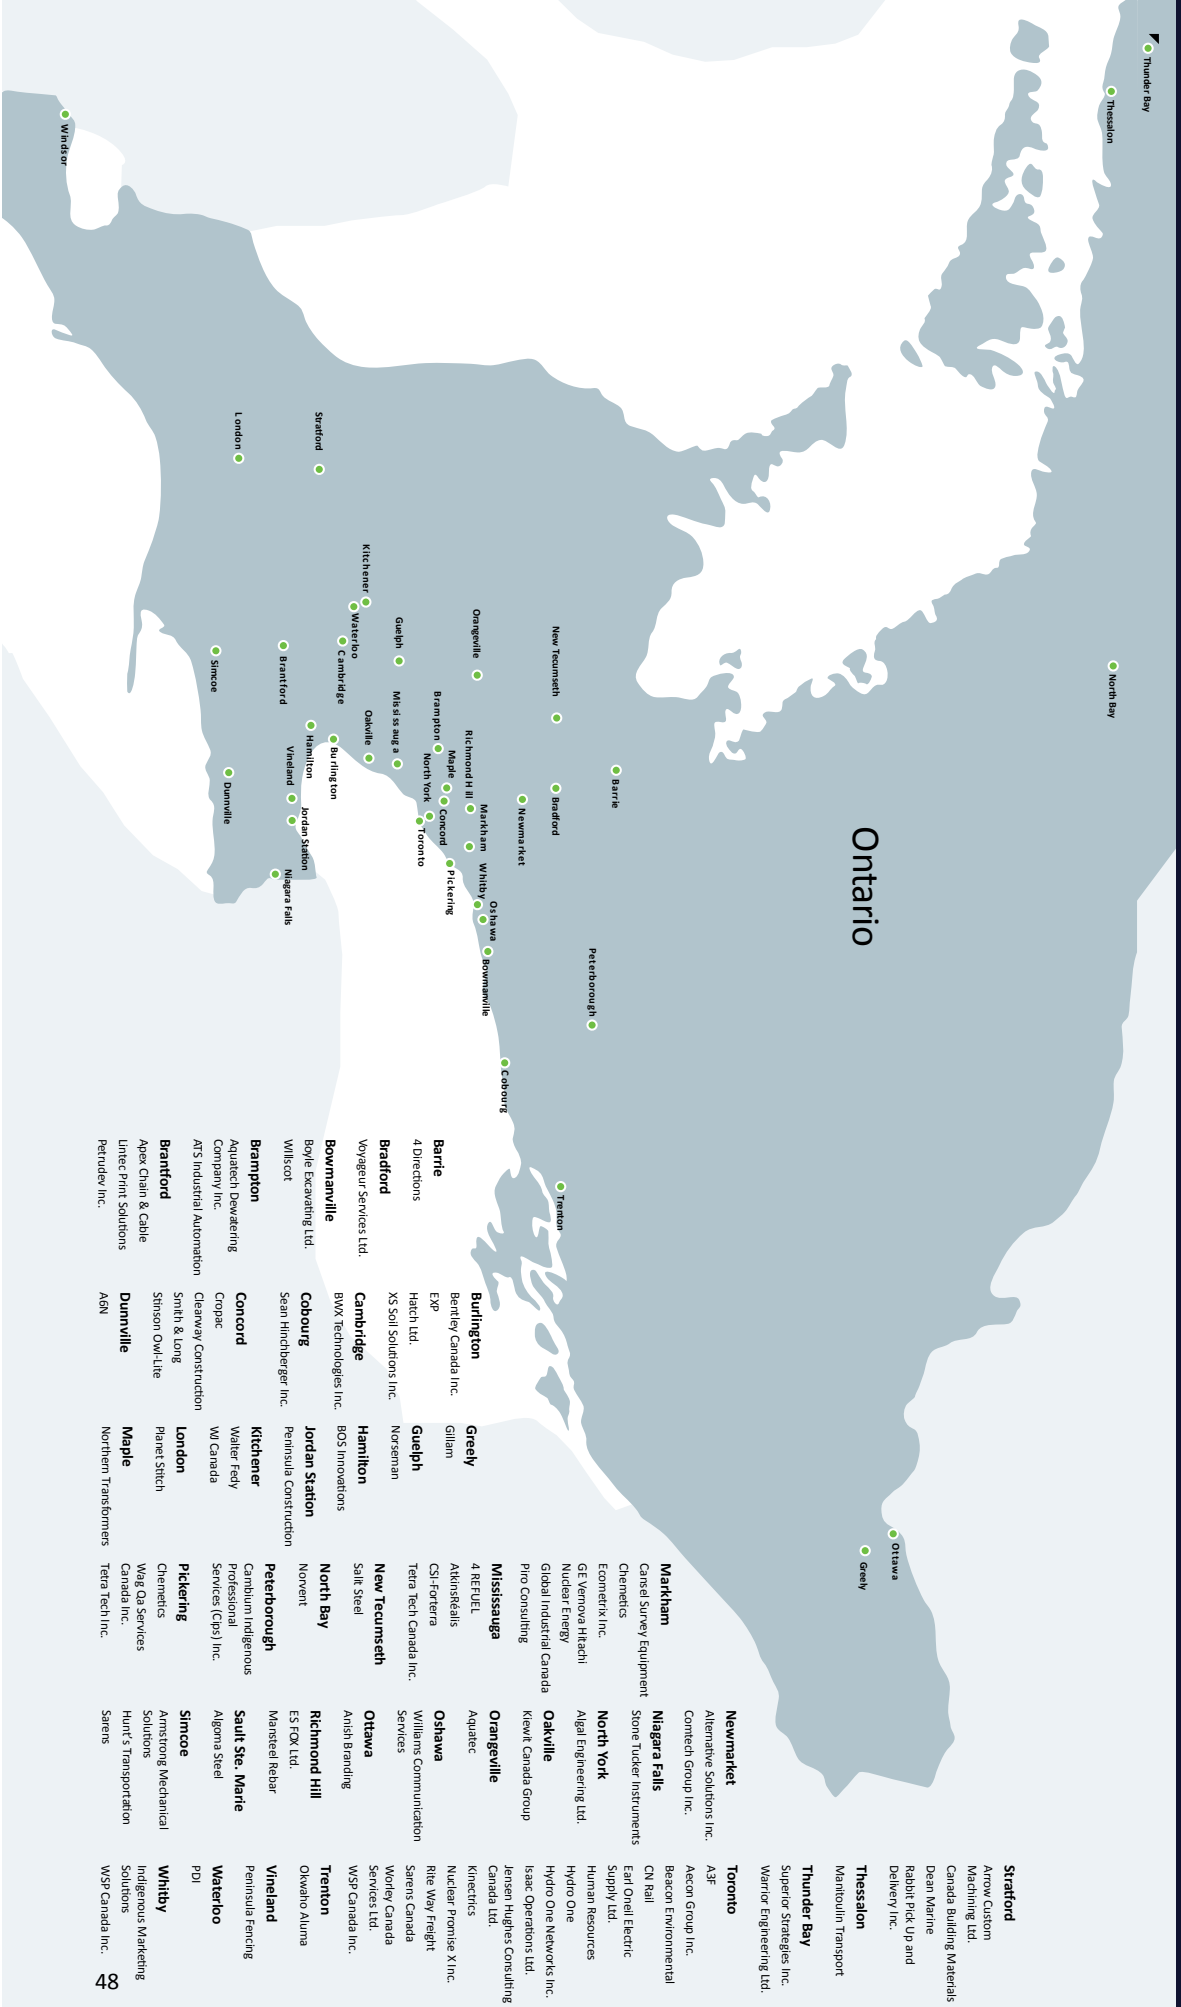 Thunder Bay
Thessalon
North Bay
Windsor
London
Stratford
Kitchener
Waterloo
Cambridge
Guelph
Orangeville
New Tecumseth
Simcoe
Brantford
Oakville
Mississauga
Brampton
Richmond Hill
Maple
North York
Barrie
Bradford
Newmarket
Markham
Concord
Toronto
Hamilton
Burlington
Vineland
Jordan Station
Dunnville
Niagara Falls
Whitby
Pickering
Oshawa
Bowmanville
Peterborough
Cobourg
Trenton
Ottawa
Greely
Ontario
Barrie
4 Directions
Bradford
Voyageur Services Ltd.
Bowmanville
Boyle Excavating Ltd.
Willscot
Brampton
Aquatech Dewatering
Company Inc.
ATS Industrial Automation
Brantford
Apex Chain & Cable
Lintec Print Solutions
Petrudev Inc.
Burlington
Bentley Canada Inc.
EXP
Hatch Ltd.
XS Soil Solutions Inc.
Cambridge
BWX Technologies Inc.
Cobourg
Sean Hinchberger Inc.
Concord
Cropac
Clearway Construction
Smith & Long
Stinson Owl-Lite
Dunnville
A6N
Greely
Gillam
Guelph
Norseman
Hamilton
BOS Innovations
Jordan Station
Peninsula Construction
Kitchener
Walter Fedy
WJ Canada
London
Planet Stitch
Maple
Northern Transformers
Markham
Cansel Survey Equipment
Chemetics
Ecometrix Inc.
GE Vernova Hitachi
Nuclear Energy
Global Industrial Canada
Piro Consulting
Mississauga
4 REFUEL
AtkinsRéalis
CSI-Forterra
Tetra Tech Canada Inc.
New Tecumseth
Salit Steel
North Bay
Norvent
Peterborough
Cambium Indigenous
Professional
Services (Cips) Inc.
Pickering
Chemetics
Wag Qa Services
Canada Inc.
Tetra Tech Inc.
Newmarket
Alternative Solutions Inc.
Comtech Group Inc.
Niagara Falls
Stone Tucker Instruments
North York
Algal Engineering Ltd.
Oakville
Kiewit Canada Group
Orangeville
Aquatec
Oshawa
Williams Communication
Services
Ottawa
Anish Branding
Richmond Hill
ES FOX Ltd.
Mansteel Rebar
Sault Ste. Marie
Algoma Steel
Simcoe
Armstrong Mechanical
Solutions
Hunt's Transportation
Sarens
Stratford
Arrow Custom
Machining Ltd.
Canada Building Materials
Dean Marine
Rabbit Pick Up and
Delivery Inc.
Thessalon
Manitoulin Transport
Thunder Bay
Superior Strategies Inc.
Warrior Engineering Ltd.
Toronto
A3F
Aecon Group Inc.
Beacon Environmental
CN Rail
Earl Oneil Electric
Supply Ltd.
Human Resources
Hydro One
Hydro One Networks Inc.
Isaac Operations Ltd.
Jensen Hughes Consulting
Canada Ltd.
Kinectrics
Nuclear Promise X Inc.
Rite Way Freight
Sarens Canada
Worley Canada
Services Ltd.
WSP Canada Inc.
Trenton
Okwaho Aluma
Vineland
Peninsula Fencing
Waterloo
PDI
Whitby
Indigenous Marketing
Solutions
WSP Canada Inc.
48